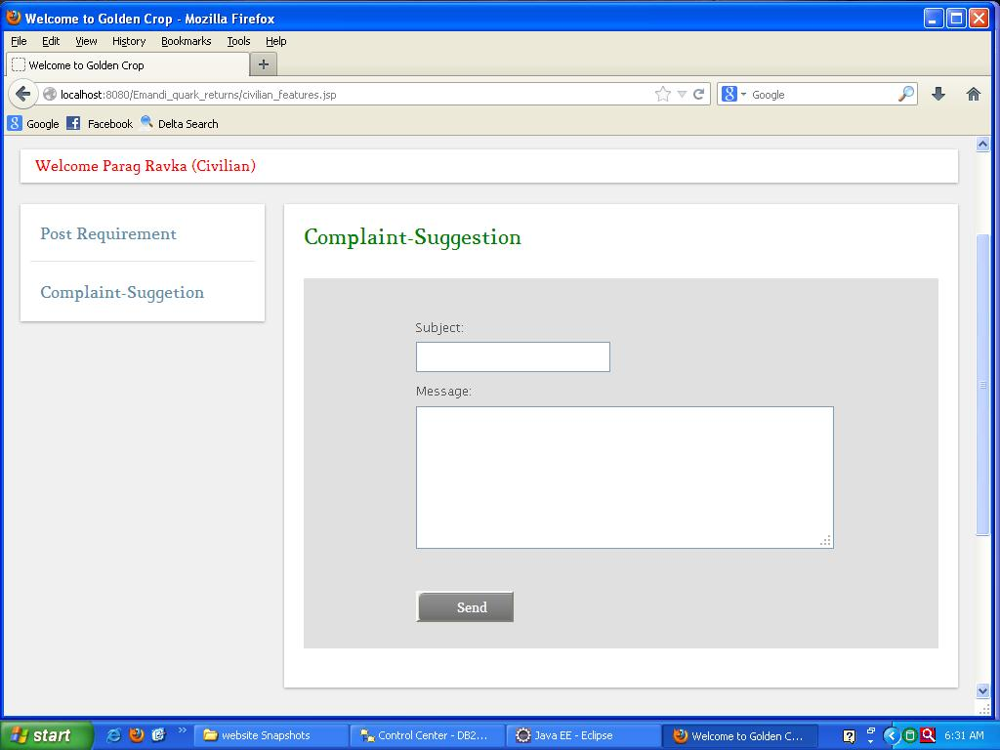 Welcome to Golden Crop - Mozilla Firefox
File Edit View History Bookmarks Tools Help
Welcome to Golden Crop
localhost:8080/Emandi_quark_returns/civilian_features.jsp Google
Google Facebook Delta Search
Welcome Parag Ravka (Civilian)
Post Requirement
Complaint-Suggetion
Complaint-Suggestion
Subject:
Message:
Send
start website Snapshots Control Center - DB2... Java EE - Eclipse Welcome to Golden C... 6:31 AM